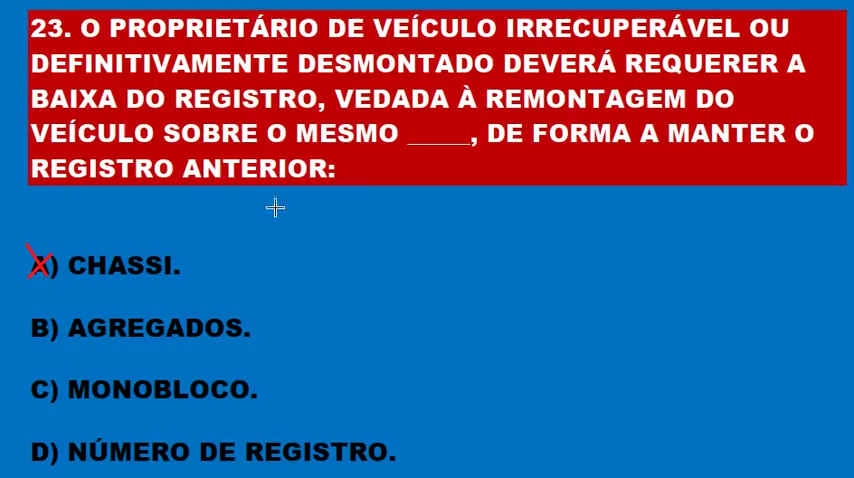 23. O PROPRIETÁRIO DE VEÍCULO IRRECUPERÁVEL OU
DEFINITIVAMENTE DESMONTADO DEVERÁ REQUERER A
BAIXA DO REGISTRO, VEDADA À REMONTAGEM DO
VEÍCULO SOBRE O MESMO _____, DE FORMA A MANTER O
REGISTRO ANTERIOR:
A) CHASSI.
B) AGREGADOS.
C) MONOBLOCO.
D) NÚMERO DE REGISTRO.